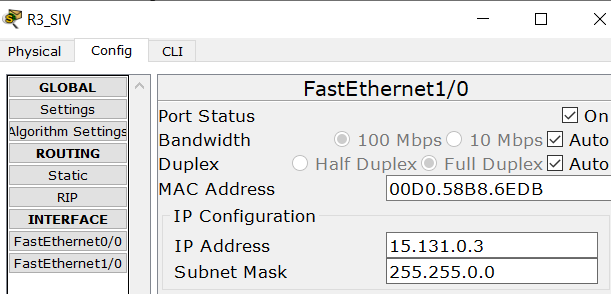 R3_SIV
Physical Config CLI
GLOBAL
Settings
Algorithm Settings
ROUTING
Static
RIP
INTERFACE
FastEthernet0/0
FastEthernet1/0
FastEthernet1/0
Port Status On
Bandwidth 100 Mbps 10 Mbps Auto
Duplex Half Duplex Full Duplex Auto
MAC Address 00D0.58B8.6EDB
IP Configuration
IP Address 15.131.0.3
Subnet Mask 255.255.0.0